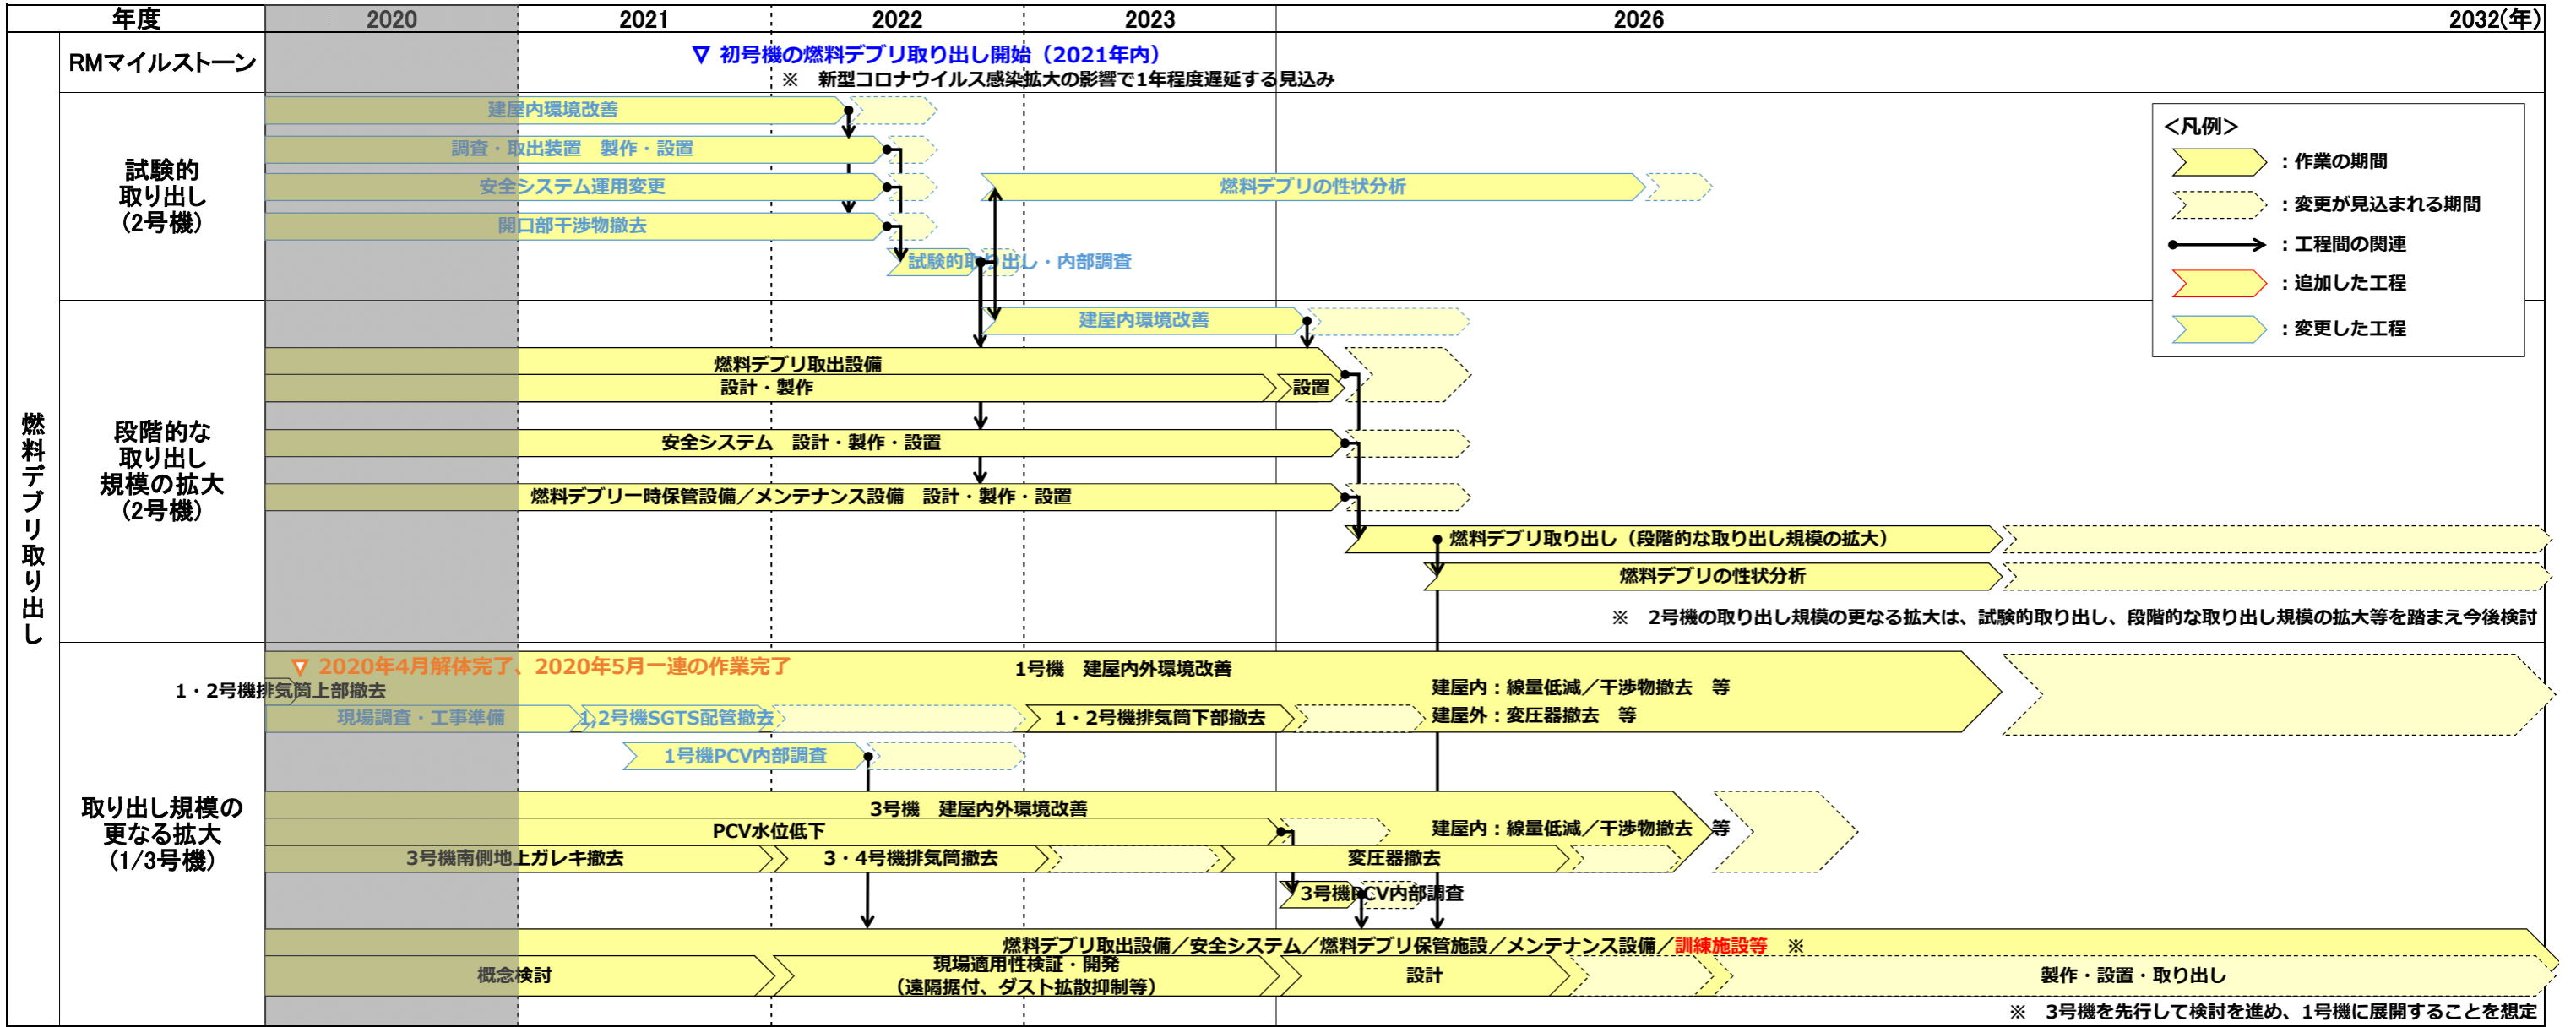 年度 2020 2021 2022 2023 2026 2032(年)
燃料デブリ取り出し
RMマイルストーン
▽ 初号機の燃料デブリ取り出し開始（2021年内）
※　新型コロナウイルス感染拡大の影響で1年程度遅延する見込み
試験的
取り出し
(2号機)
建屋内環境改善
調査・取出装置　製作・設置
安全システム運用変更
燃料デブリの性状分析
開口部干渉物撤去
試験的取り出し・内部調査
＜凡例＞
：作業の期間
：変更が見込まれる期間
：工程間の関連
：追加した工程
：変更した工程
段階的な
取り出し
規模の拡大
(2号機)
建屋内環境改善
燃料デブリ取出設備
設計・製作
設置
安全システム　設計・製作・設置
燃料デブリ一時保管設備／メンテナンス設備　設計・製作・設置
燃料デブリ取り出し（段階的な取り出し規模の拡大）
燃料デブリの性状分析
※　2号機の取り出し規模の更なる拡大は、試験的取り出し、段階的な取り出し規模の拡大等を踏まえ今後検討
取り出し規模の
更なる拡大
(1/3号機)
▽ 2020年4月解体完了、2020年5月一連の作業完了
1号機　建屋内外環境改善
1・2号機排気筒上部撤去
建屋内：線量低減／干渉物撤去　等
現場調査・工事準備
1,2号機SGTS配管撤去
1・2号機排気筒下部撤去
建屋外：変圧器撤去　等
1号機PCV内部調査
3号機　建屋内外環境改善
PCV水位低下
建屋内：線量低減／干渉物撤去　等
3号機南側地上ガレキ撤去
3・4号機排気筒撤去
変圧器撤去
3号機PCV内部調査
燃料デブリ取出設備／安全システム／燃料デブリ保管施設／メンテナンス設備／訓練施設等　※
概念検討
現場適用性検証・開発
（遠隔据付、ダスト拡散抑制等）
設計
製作・設置・取り出し
※　3号機を先行して検討を進め、1号機に展開することを想定